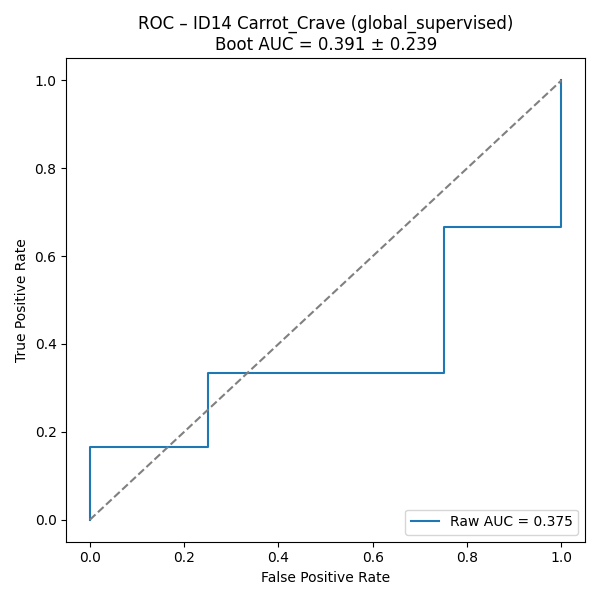 ROC – ID14 Carrot_Crave (global_supervised)
Boot AUC = 0.391 ± 0.239
True Positive Rate
1.0
0.8
0.6
0.4
0.2
0.0
Raw AUC = 0.375
0.0 0.2 0.4 0.6 0.8 1.0
False Positive Rate